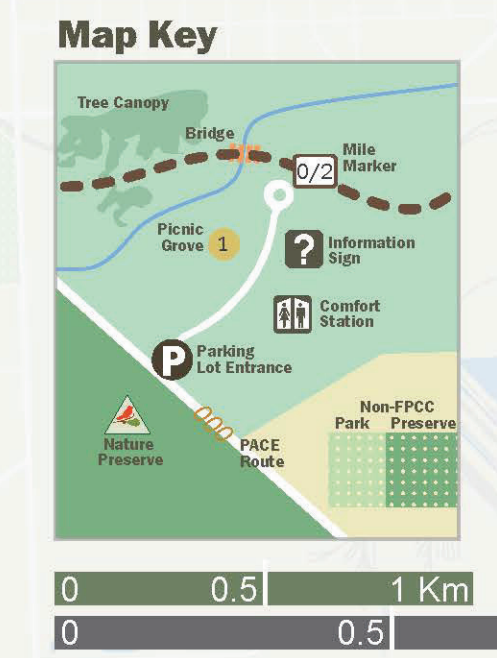 Map Key
Tree Canopy
Bridge
Mile
Marker
0/2
Picnic
Grove
1
?
Information
Sign
Comfort
Station
P
Parking
Lot Entrance
Non-FPCC
Park Preserve
Nature
Preserve
PACE
Route
0 0.5 1 Km
0 0.5